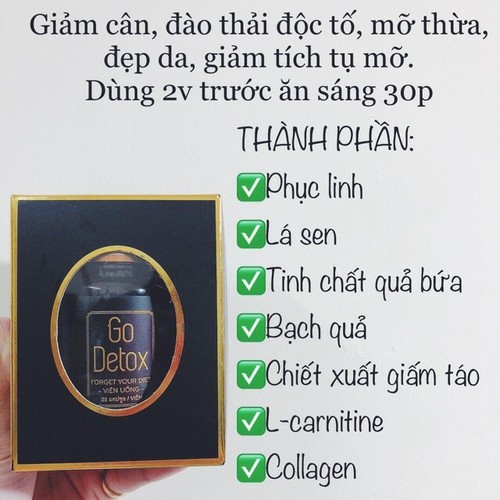 Giảm cân, đào thải độc tố, mỡ thừa,
đẹp da, giảm tích tụ mỡ.
Dùng 2v trước ăn sáng 30p
THÀNH PHẦN:
✅Phục linh
✅Lá sen
✅Tinh chất quả bứa
✅Bạch quả
✅Chiết xuất giấm táo
✅L-carnitine
✅Collagen
Go
Detox
FORGET YOUR DIE
- VIÊN UỐNG -